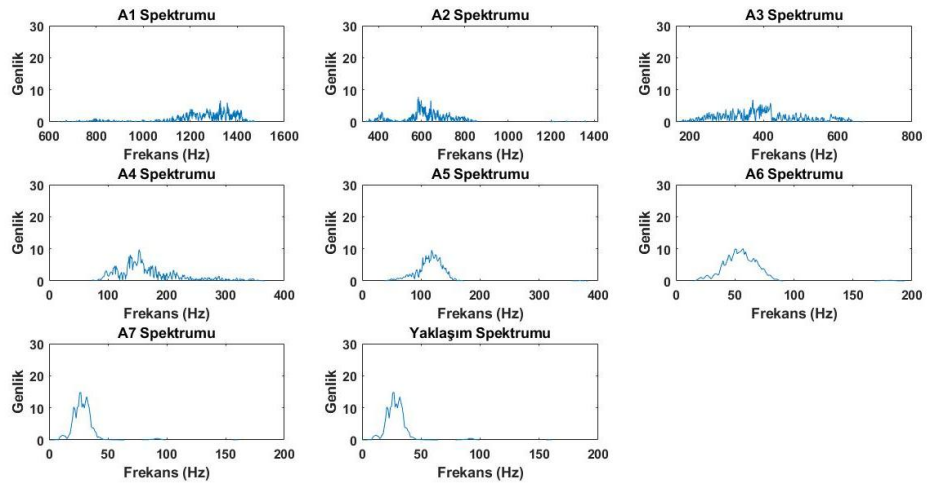 A1 Spektrumu
A2 Spektrumu
A3 Spektrumu
30
20
10
0
Genlik
600 800 1000 1200 1400 1600
Frekans (Hz)
30
20
10
0
Genlik
400 600 800 1000 1200 1400
Frekans (Hz)
30
20
10
0
Genlik
200 400 600 800
Frekans (Hz)
A4 Spektrumu
A5 Spektrumu
A6 Spektrumu
30
20
10
0
Genlik
0 100 200 300 400
Frekans (Hz)
30
20
10
0
Genlik
0 100 200 300 400
Frekans (Hz)
30
20
10
0
Genlik
0 50 100 150 200
Frekans (Hz)
A7 Spektrumu
Yaklaşım Spektrumu
30
20
10
0
Genlik
0 50 100 150 200
Frekans (Hz)
30
20
10
0
Genlik
0 50 100 150 200
Frekans (Hz)